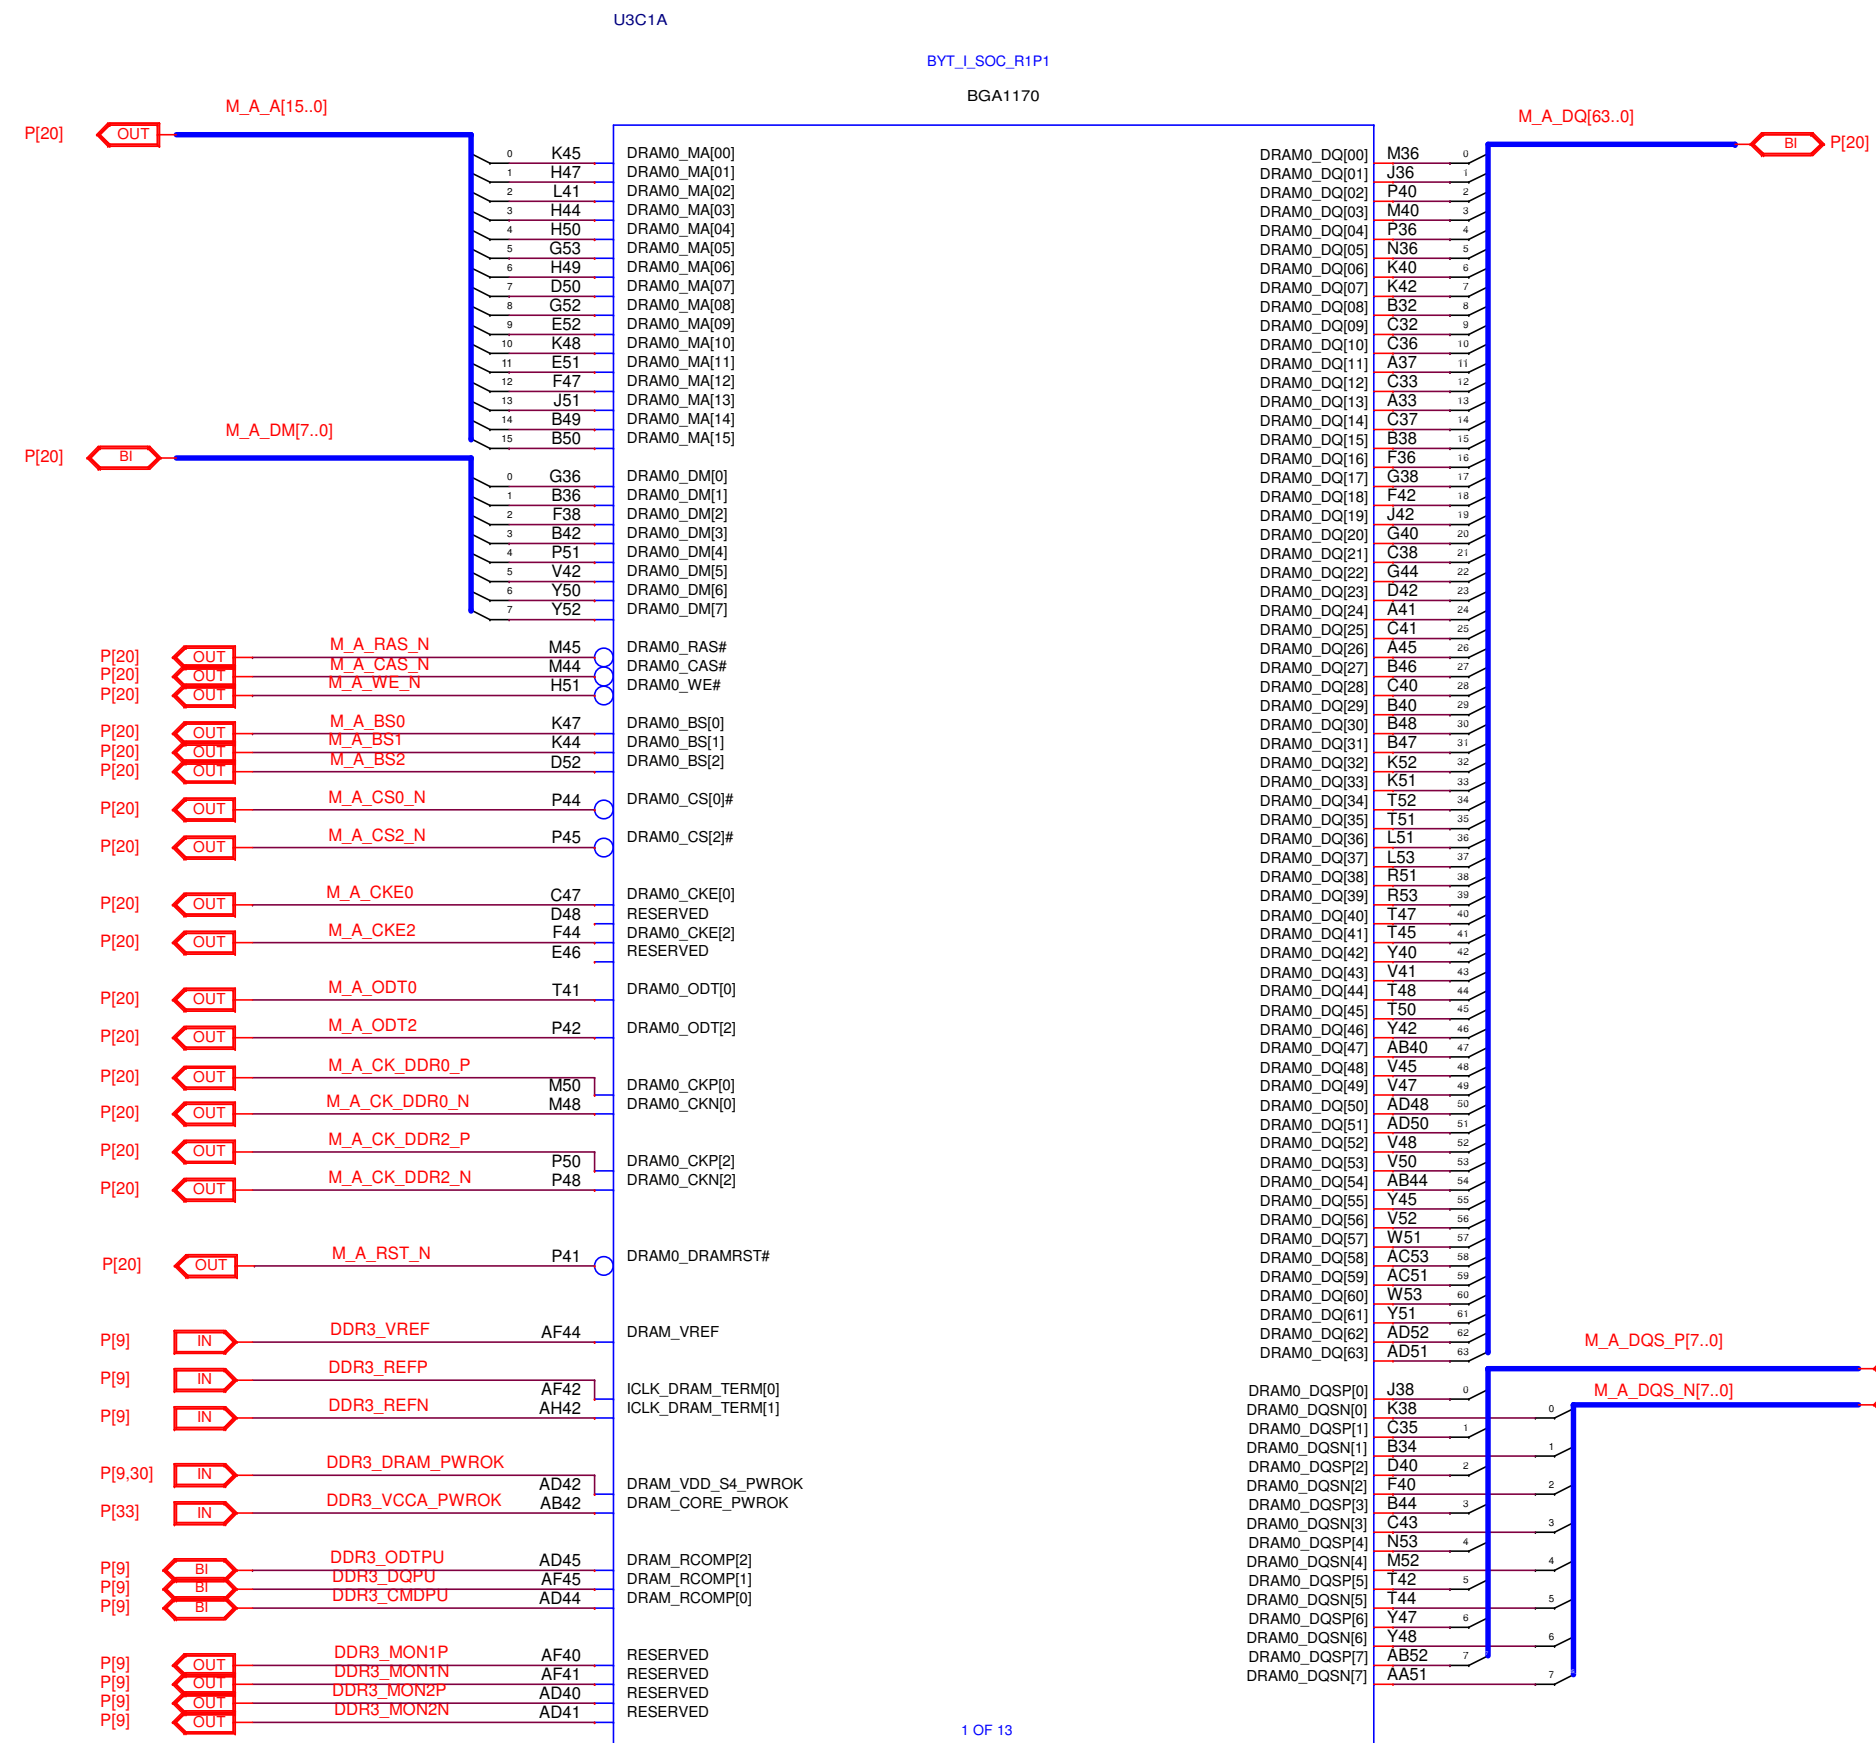 U3C1A
BYT_I_SOC_R1P1
BGA1170
M_A_A[15..0]
P[20] OUT
0 K45 DRAM0_MA[00]
1 H47 DRAM0_MA[01]
2 L41 DRAM0_MA[02]
3 H44 DRAM0_MA[03]
4 H50 DRAM0_MA[04]
5 G53 DRAM0_MA[05]
6 H49 DRAM0_MA[06]
7 D50 DRAM0_MA[07]
8 G52 DRAM0_MA[08]
9 E52 DRAM0_MA[09]
10 K48 DRAM0_MA[10]
11 E51 DRAM0_MA[11]
12 F47 DRAM0_MA[12]
13 J51 DRAM0_MA[13]
14 B49 DRAM0_MA[14]
15 B50 DRAM0_MA[15]
M_A_DM[7..0]
P[20] BI
0 G36 DRAM0_DM[0]
1 B36 DRAM0_DM[1]
2 F38 DRAM0_DM[2]
3 B42 DRAM0_DM[3]
4 P51 DRAM0_DM[4]
5 V42 DRAM0_DM[5]
6 Y50 DRAM0_DM[6]
7 Y52 DRAM0_DM[7]
P[20] OUT M_A_RAS_N M45 DRAM0_RAS#
P[20] OUT M_A_CAS_N M44 DRAM0_CAS#
P[20] OUT M_A_WE_N H51 DRAM0_WE#
P[20] OUT M_A_BS0 K47 DRAM0_BS[0]
P[20] OUT M_A_BS1 K44 DRAM0_BS[1]
P[20] OUT M_A_BS2 D52 DRAM0_BS[2]
P[20] OUT M_A_CS0_N P44 DRAM0_CS[0]#
P[20] OUT M_A_CS2_N P45 DRAM0_CS[2]#
P[20] OUT M_A_CKE0 C47 DRAM0_CKE[0]
D48 RESERVED
P[20] OUT M_A_CKE2 F44 DRAM0_CKE[2]
E46 RESERVED
P[20] OUT M_A_ODT0 T41 DRAM0_ODT[0]
P[20] OUT M_A_ODT2 P42 DRAM0_ODT[2]
P[20] OUT M_A_CK_DDR0_P M50 DRAM0_CKP[0]
P[20] OUT M_A_CK_DDR0_N M48 DRAM0_CKN[0]
P[20] OUT M_A_CK_DDR2_P P50 DRAM0_CKP[2]
P[20] OUT M_A_CK_DDR2_N P48 DRAM0_CKN[2]
P[20] OUT M_A_RST_N P41 DRAM0_DRAMRST#
P[9] IN DDR3_VREF AF44 DRAM_VREF
P[9] IN DDR3_REFP AF42 ICLK_DRAM_TERM[0]
P[9] IN DDR3_REFN AH42 ICLK_DRAM_TERM[1]
P[9,30] IN DDR3_DRAM_PWROK AD42 DRAM_VDD_S4_PWROK
P[33] IN DDR3_VCCA_PWROK AB42 DRAM_CORE_PWROK
P[9] BI DDR3_ODTPU AD45 DRAM_RCOMP[2]
P[9] BI DDR3_DQPU AF45 DRAM_RCOMP[1]
P[9] BI DDR3_CMDPU AD44 DRAM_RCOMP[0]
P[9] OUT DDR3_MON1P AF40 RESERVED
P[9] OUT DDR3_MON1N AF41 RESERVED
P[9] OUT DDR3_MON2P AD40 RESERVED
P[9] OUT DDR3_MON2N AD41 RESERVED
M_A_DQ[63..0]
BI P[20]
DRAM0_DQ[00] M36 0
DRAM0_DQ[01] J36 1
DRAM0_DQ[02] P40 2
DRAM0_DQ[03] M40 3
DRAM0_DQ[04] P36 4
DRAM0_DQ[05] N36 5
DRAM0_DQ[06] K40 6
DRAM0_DQ[07] K42 7
DRAM0_DQ[08] B32 8
DRAM0_DQ[09] C32 9
DRAM0_DQ[10] C36 10
DRAM0_DQ[11] A37 11
DRAM0_DQ[12] C33 12
DRAM0_DQ[13] A33 13
DRAM0_DQ[14] C37 14
DRAM0_DQ[15] B38 15
DRAM0_DQ[16] F36 16
DRAM0_DQ[17] G38 17
DRAM0_DQ[18] F42 18
DRAM0_DQ[19] J42 19
DRAM0_DQ[20] G40 20
DRAM0_DQ[21] C38 21
DRAM0_DQ[22] G44 22
DRAM0_DQ[23] D42 23
DRAM0_DQ[24] A41 24
DRAM0_DQ[25] C41 25
DRAM0_DQ[26] A45 26
DRAM0_DQ[27] B46 27
DRAM0_DQ[28] C40 28
DRAM0_DQ[29] B40 29
DRAM0_DQ[30] B48 30
DRAM0_DQ[31] B47 31
DRAM0_DQ[32] K52 32
DRAM0_DQ[33] K51 33
DRAM0_DQ[34] T52 34
DRAM0_DQ[35] T51 35
DRAM0_DQ[36] L51 36
DRAM0_DQ[37] L53 37
DRAM0_DQ[38] R51 38
DRAM0_DQ[39] R53 39
DRAM0_DQ[40] T47 40
DRAM0_DQ[41] T45 41
DRAM0_DQ[42] Y40 42
DRAM0_DQ[43] V41 43
DRAM0_DQ[44] T48 44
DRAM0_DQ[45] T50 45
DRAM0_DQ[46] Y42 46
DRAM0_DQ[47] AB40 47
DRAM0_DQ[48] V45 48
DRAM0_DQ[49] V47 49
DRAM0_DQ[50] AD48 50
DRAM0_DQ[51] AD50 51
DRAM0_DQ[52] V48 52
DRAM0_DQ[53] V50 53
DRAM0_DQ[54] AB44 54
DRAM0_DQ[55] Y45 55
DRAM0_DQ[56] V52 56
DRAM0_DQ[57] W51 57
DRAM0_DQ[58] AC53 58
DRAM0_DQ[59] AC51 59
DRAM0_DQ[60] W53 60
DRAM0_DQ[61] Y51 61
DRAM0_DQ[62] AD52 62
DRAM0_DQ[63] AD51 63
M_A_DQS_P[7..0]
M_A_DQS_N[7..0]
DRAM0_DQSP[0] J38 0
DRAM0_DQSN[0] K38 0
DRAM0_DQSP[1] C35 1
DRAM0_DQSN[1] B34 1
DRAM0_DQSP[2] D40 2
DRAM0_DQSN[2] F40 2
DRAM0_DQSP[3] B44 3
DRAM0_DQSN[3] C43 3
DRAM0_DQSP[4] N53 4
DRAM0_DQSN[4] M52 4
DRAM0_DQSP[5] T42 5
DRAM0_DQSN[5] T44 5
DRAM0_DQSP[6] Y47 6
DRAM0_DQSN[6] Y48 6
DRAM0_DQSP[7] AB52 7
DRAM0_DQSN[7] AA51 7
1 OF 13